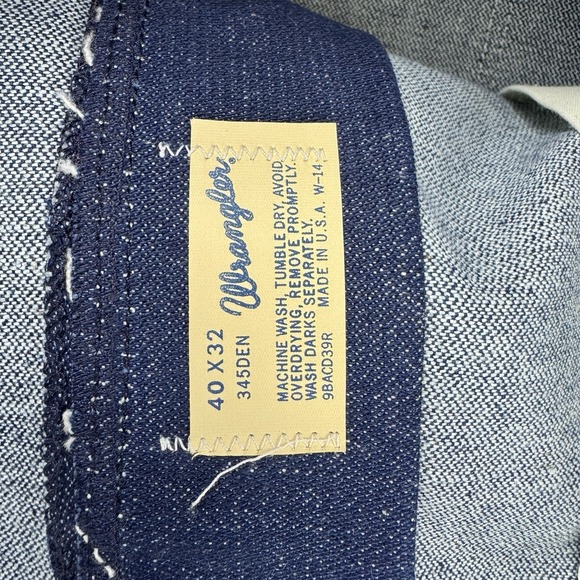 40 X 32
345DEN
Wrangler®
MACHINE WASH, TUMBLE DRY, AVOID
OVERDRYING, REMOVE PROMPTLY.
WASH DARKS SEPARATELY.
9BACD39R MADE IN U.S.A. W-14